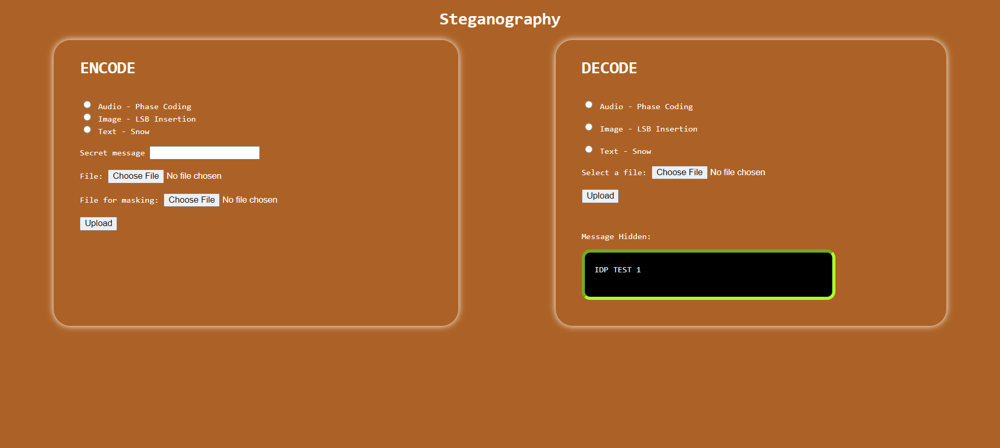 Steganography
ENCODE
Audio - Phase Coding
Image - LSB Insertion
Text - Snow
Secret message
File: Choose File No file chosen
File for masking: Choose File No file chosen
Upload
DECODE
Audio - Phase Coding
Image - LSB Insertion
Text - Snow
Select a file: Choose File No file chosen
Upload
Message Hidden:
IDP TEST 1